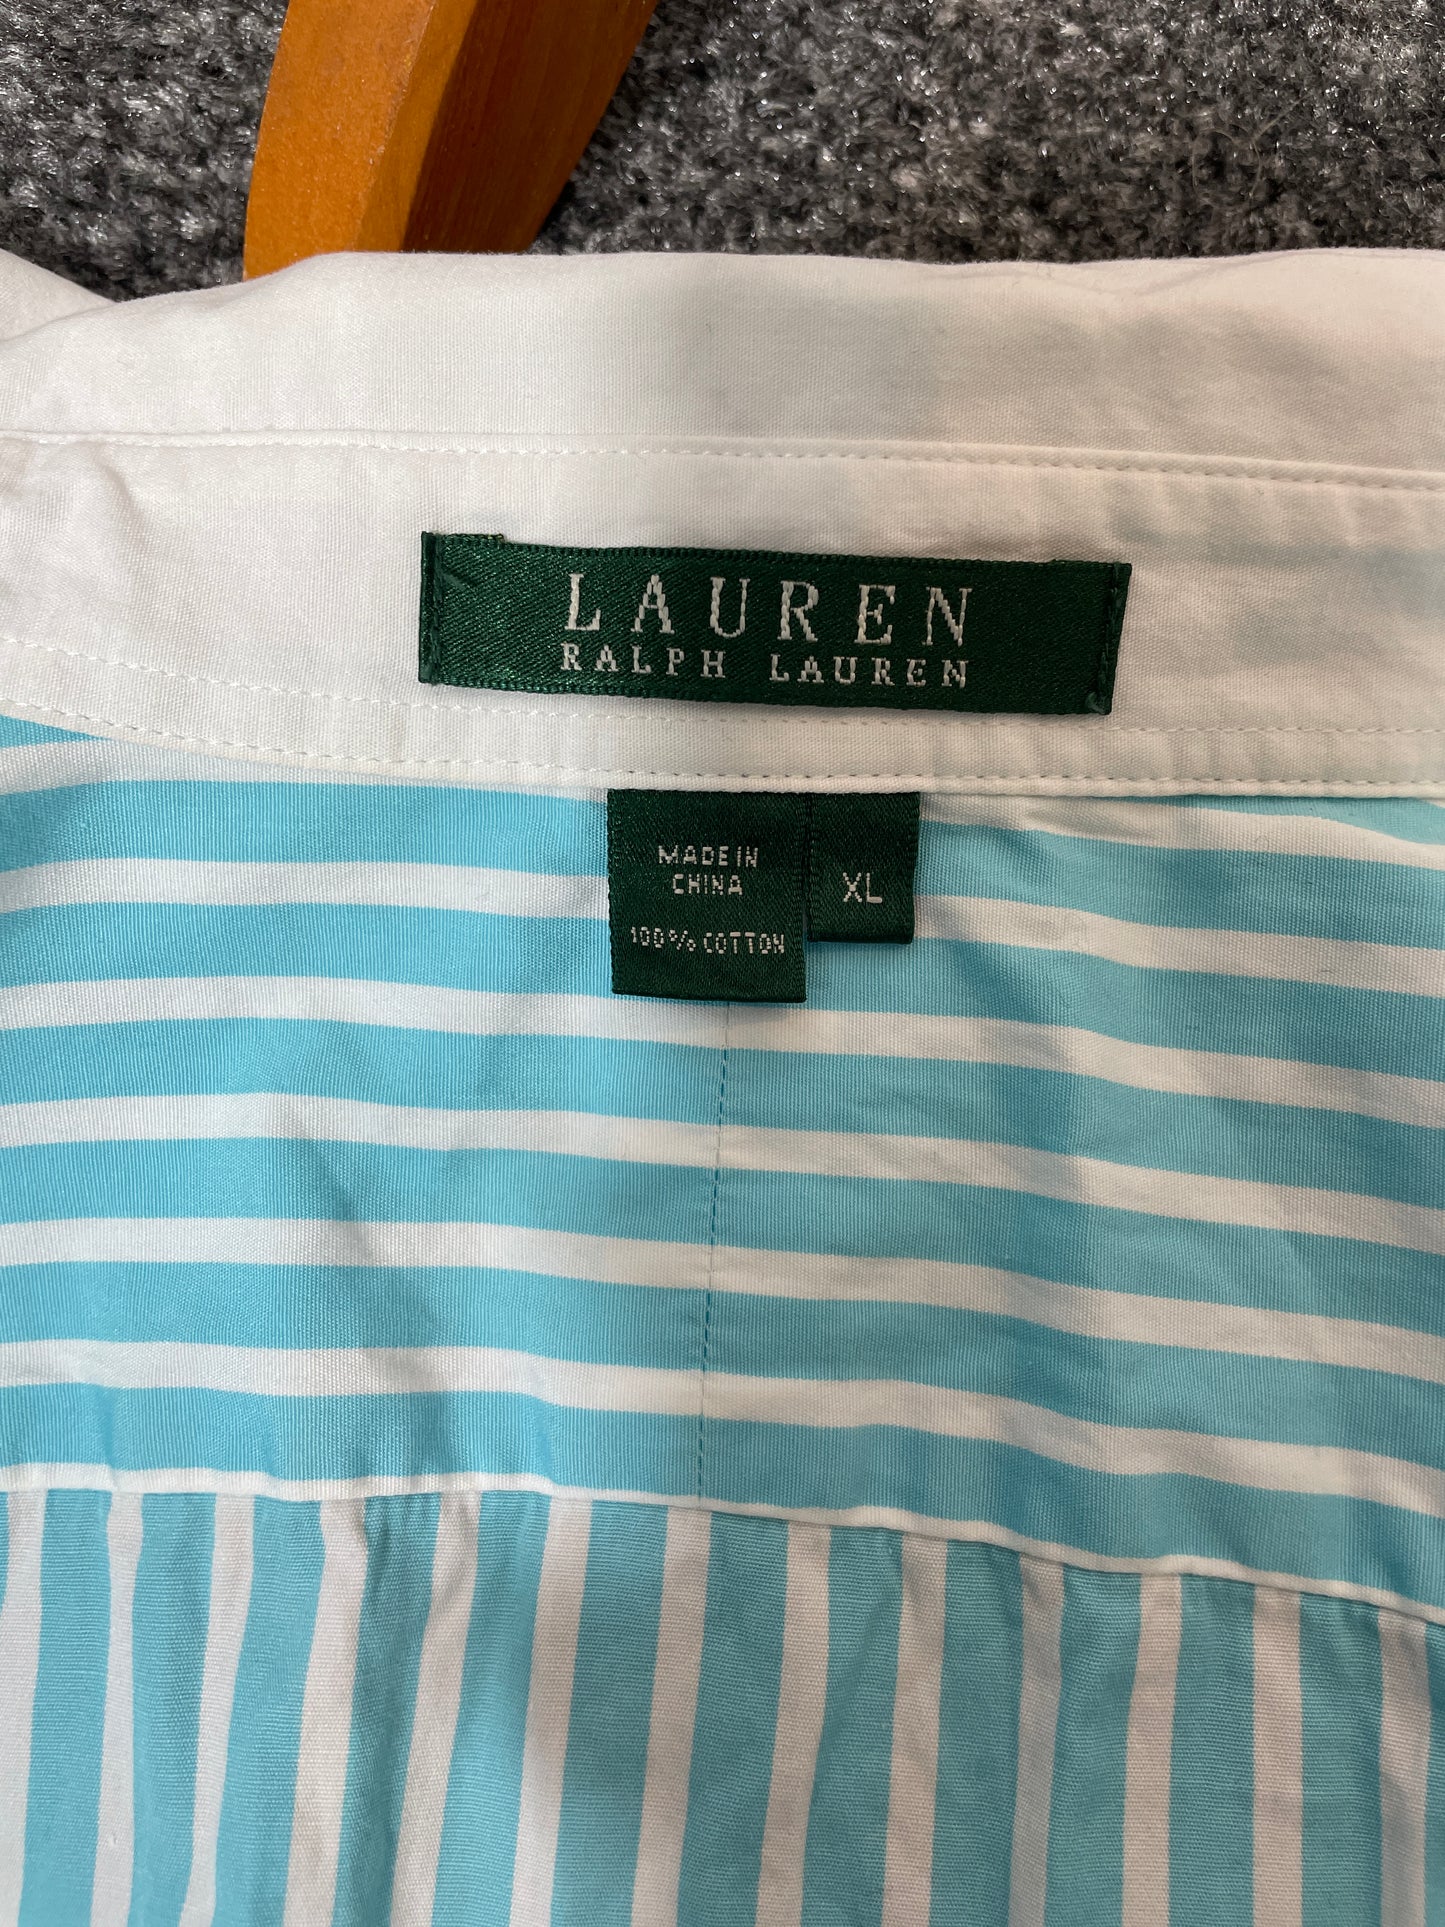 LAUREN
RALPH LAUREN
MADE IN
CHINA
100% COTTON
XL